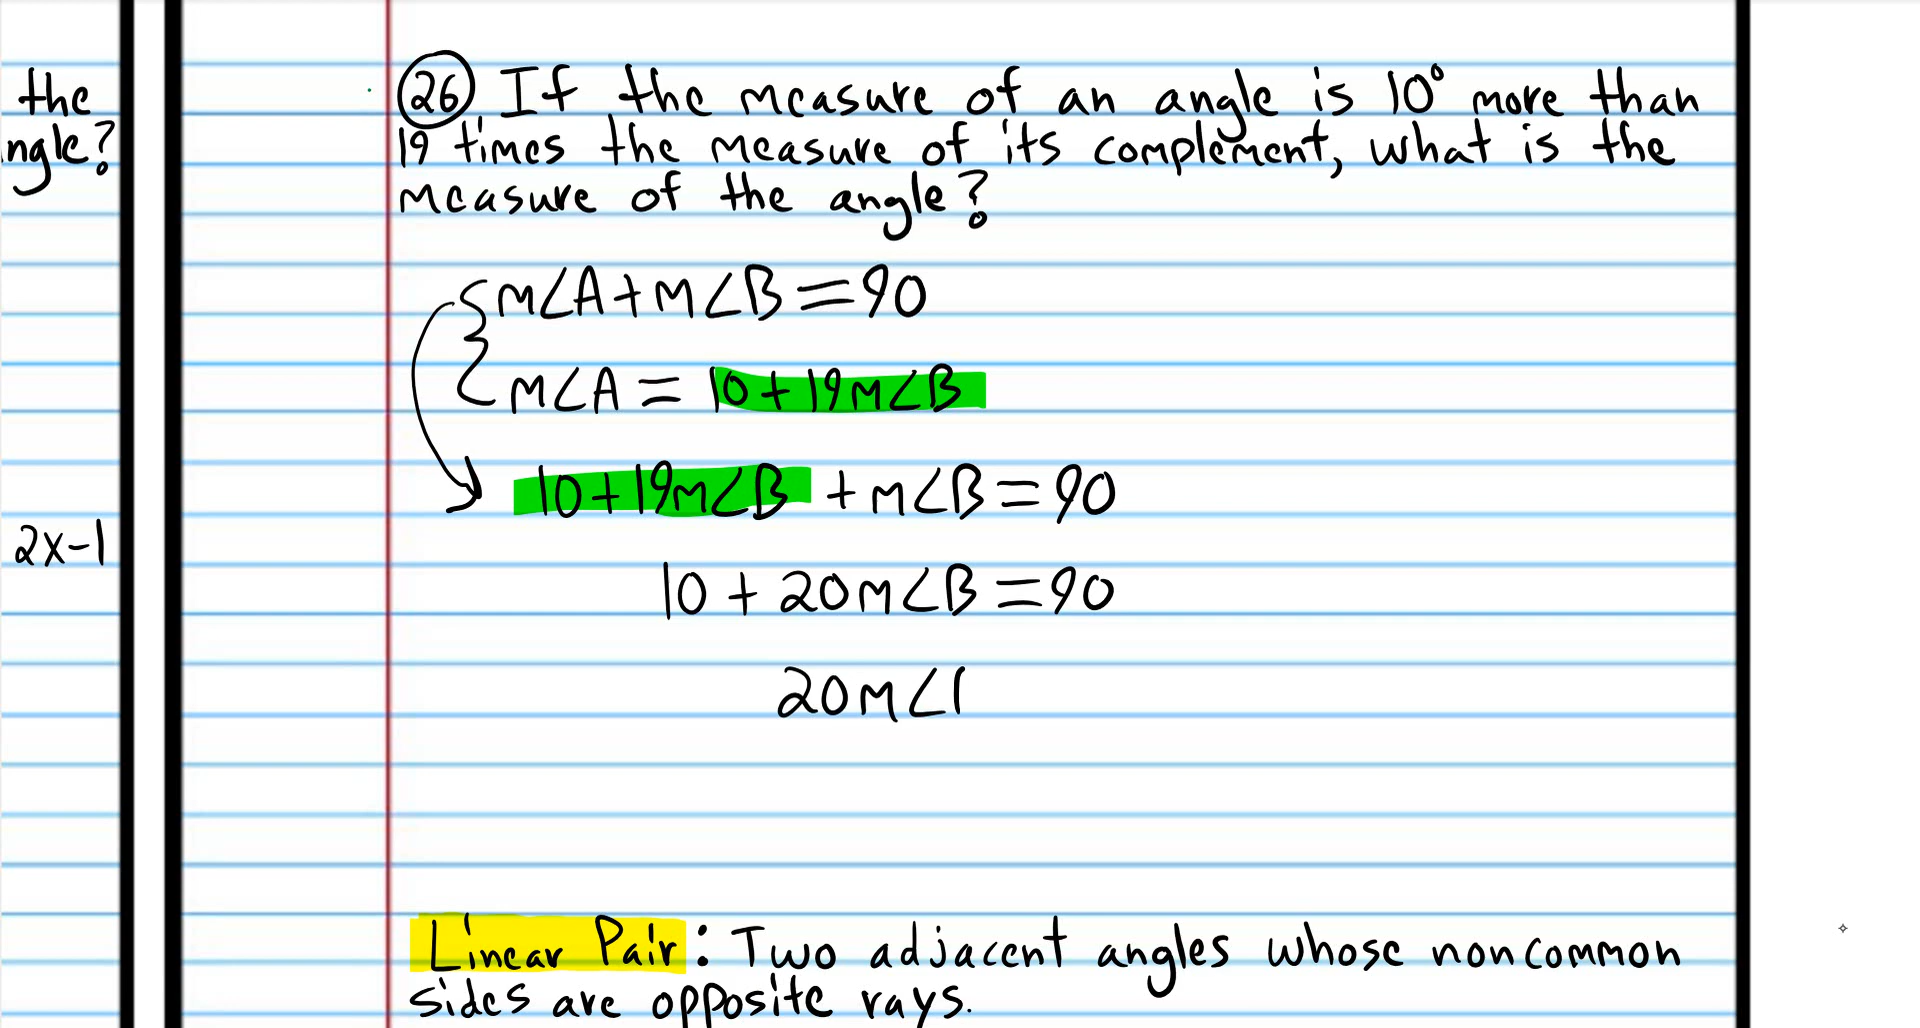 the
ngle?
2x-1
26 If the measure of an angle is 10° more than
19 times the measure of its complement, what is the
measure of the angle?
m∠A+m∠B=90
m∠A=10+19m∠B
10+19m∠B+m∠B=90
10+20m∠B=90
20m∠
Linear Pair: Two adjacent angles whose noncommon
sides are opposite rays.